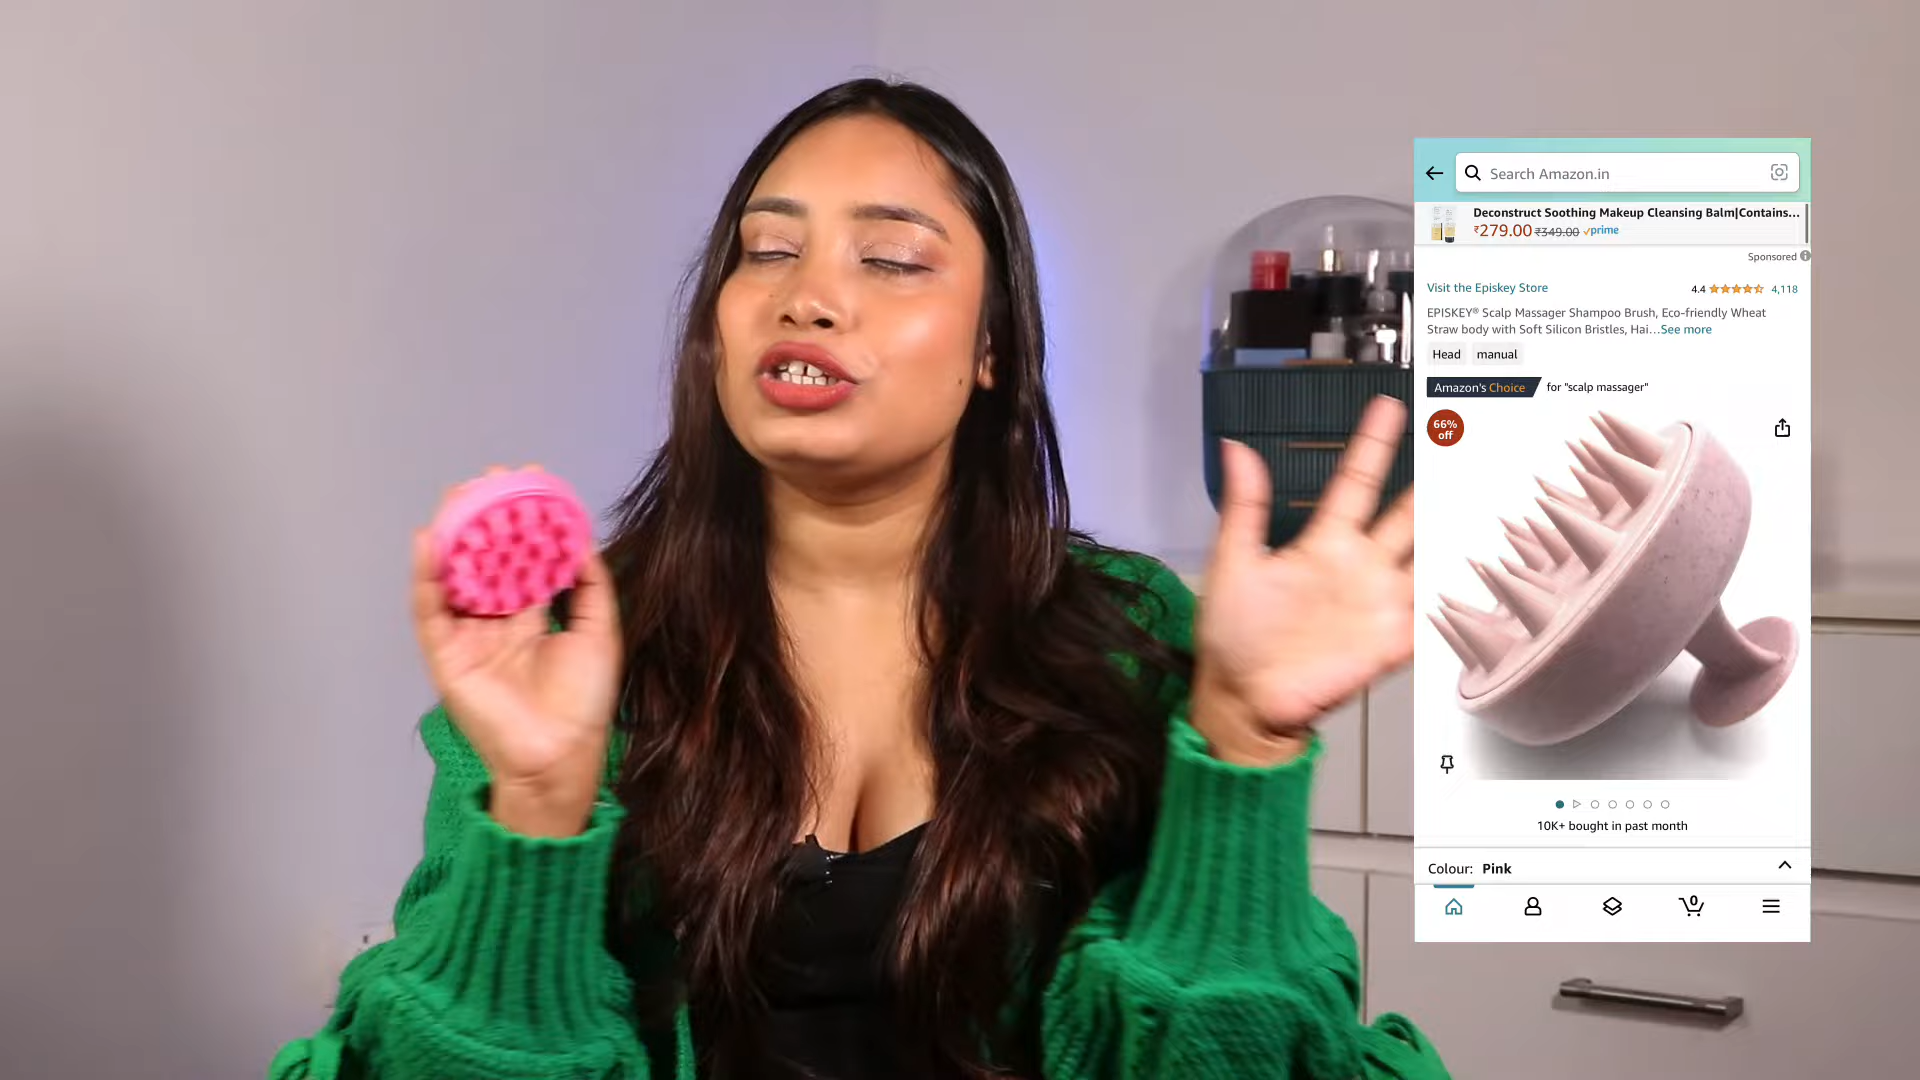 Search Amazon.in
Deconstruct Soothing Makeup Cleansing Balm|Contains...
₹279.00 ₹349.00 prime
Sponsored
Visit the Episkey Store 4.4 4,118
EPISKEY® Scalp Massager Shampoo Brush, Eco-friendly Wheat
Straw body with Soft Silicon Bristles, Hai...See more
Head manual
Amazon's Choice for "scalp massager"
66%
off
10K+ bought in past month
Colour: Pink
0